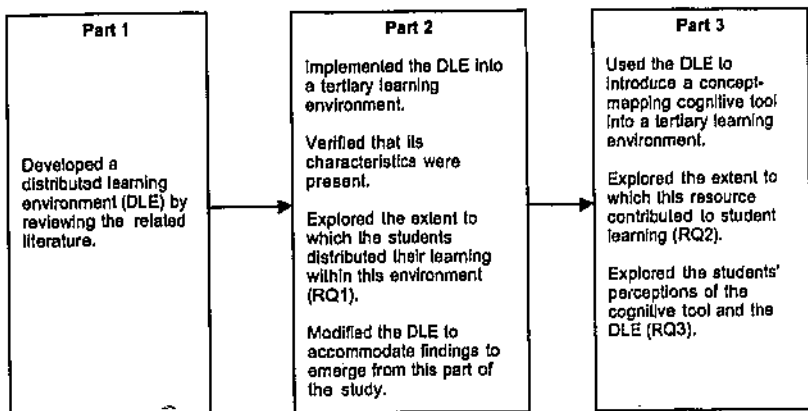 Part 1
Developed a
distributed learning
environment (DLE) by
reviewing the related
literature.
Part 2
Implemented the DLE into
a tertiary learning
environment.
Verified that its
characteristics were
present.
Explored the extent to
which the students
distributed their learning
within this environment
(RQ1).
Modified the DLE to
accommodate findings to
emerge from this part of
the study.
Part 3
Used the DLE to
introduce a concept-
mapping cognitive tool
into a tertiary learning
environment.
Explored the extent to
which this resource
contributed to student
learning (RQ2).
Explored the students'
perceptions of the
cognitive tool and the
DLE (RQ3).